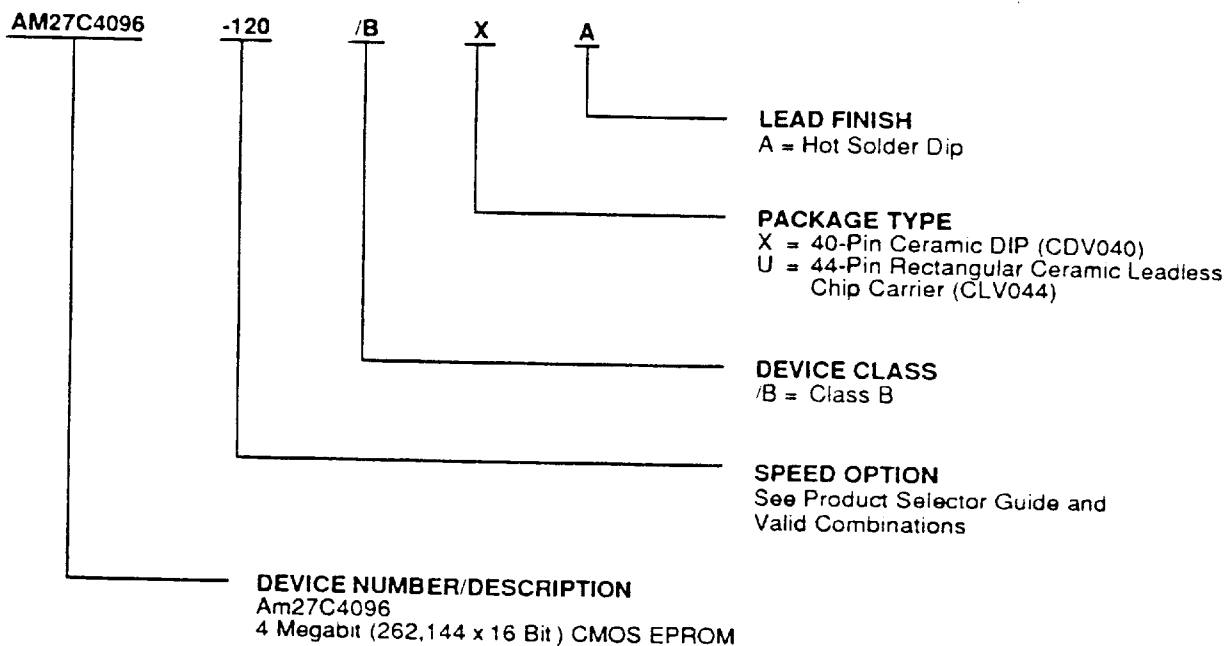 AM27C4096 -120 /B X A
LEAD FINISH
A = Hot Solder Dip
PACKAGE TYPE
X = 40-Pin Ceramic DIP (CDV040)
U = 44-Pin Rectangular Ceramic Leadless
Chip Carrier (CLV044)
DEVICE CLASS
/B = Class B
SPEED OPTION
See Product Selector Guide and
Valid Combinations
DEVICE NUMBER/DESCRIPTION
Am27C4096
4 Megabit (262,144 x 16 Bit) CMOS EPROM